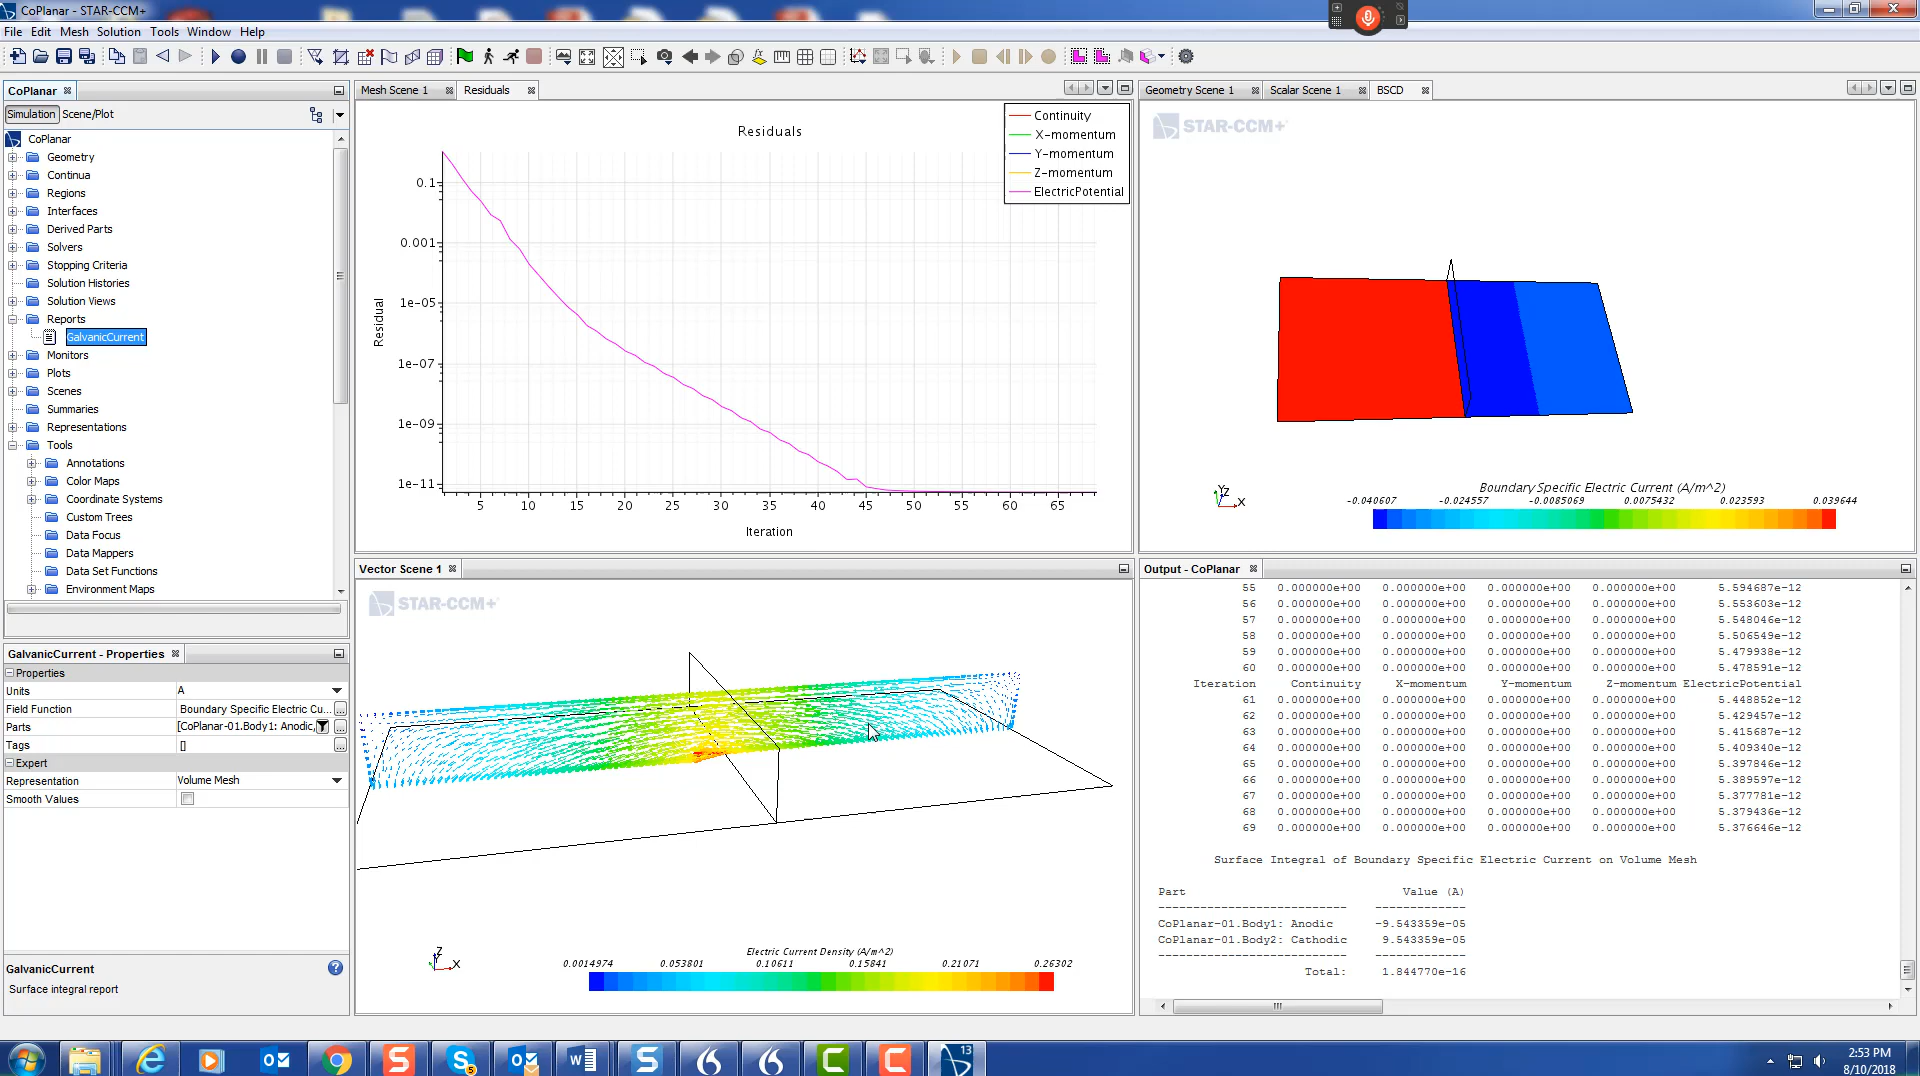 CoPlanar - STAR-CCM+
File Edit Mesh Solution Tools Window Help
CoPlanar
Simulation Scene/Plot
CoPlanar
Geometry
Continua
Regions
Interfaces
Derived Parts
Solvers
Stopping Criteria
Solution Histories
Solution Views
Reports
GalvanicCurrent
Monitors
Plots
Scenes
Summaries
Representations
Tools
Annotations
Color Maps
Coordinate Systems
Custom Trees
Data Focus
Data Mappers
Data Set Functions
Environment Maps
GalvanicCurrent - Properties
Properties
Units A
Field Function Boundary Specific Electric Cu...
Parts [CoPlanar-01.Body1: Anodic,
Tags []
Expert
Representation Volume Mesh
Smooth Values
GalvanicCurrent
Surface integral report
Mesh Scene 1 Residuals
Residuals
Continuity
X-momentum
Y-momentum
Z-momentum
ElectricPotential
0.1
0.001
1e-05
1e-07
1e-09
1e-11
Residual
5 10 15 20 25 30 35 40 45 50 55 60 65
Iteration
Geometry Scene 1 Scalar Scene 1 BSCD
STAR-CCM+
Y Z X
Boundary Specific Electric Current (A/m^2)
-0.040607 -0.024557 -0.0085069 0.0075432 0.023593 0.039644
Vector Scene 1
STAR-CCM+
Z X
Electric Current Density (A/m^2)
0.0014974 0.053801 0.10611 0.15841 0.21071 0.26302
Output - CoPlanar
55 0.000000e+00 0.000000e+00 0.000000e+00 0.000000e+00 5.594687e-12
56 0.000000e+00 0.000000e+00 0.000000e+00 0.000000e+00 5.553603e-12
57 0.000000e+00 0.000000e+00 0.000000e+00 0.000000e+00 5.548046e-12
58 0.000000e+00 0.000000e+00 0.000000e+00 0.000000e+00 5.506549e-12
59 0.000000e+00 0.000000e+00 0.000000e+00 0.000000e+00 5.479938e-12
60 0.000000e+00 0.000000e+00 0.000000e+00 0.000000e+00 5.478591e-12
Iteration Continuity X-momentum Y-momentum Z-momentum ElectricPotential
61 0.000000e+00 0.000000e+00 0.000000e+00 0.000000e+00 5.448852e-12
62 0.000000e+00 0.000000e+00 0.000000e+00 0.000000e+00 5.429457e-12
63 0.000000e+00 0.000000e+00 0.000000e+00 0.000000e+00 5.415687e-12
64 0.000000e+00 0.000000e+00 0.000000e+00 0.000000e+00 5.409340e-12
65 0.000000e+00 0.000000e+00 0.000000e+00 0.000000e+00 5.397846e-12
66 0.000000e+00 0.000000e+00 0.000000e+00 0.000000e+00 5.389597e-12
67 0.000000e+00 0.000000e+00 0.000000e+00 0.000000e+00 5.377781e-12
68 0.000000e+00 0.000000e+00 0.000000e+00 0.000000e+00 5.379436e-12
69 0.000000e+00 0.000000e+00 0.000000e+00 0.000000e+00 5.376646e-12
Surface Integral of Boundary Specific Electric Current on Volume Mesh
Part Value (A)
CoPlanar-01.Body1: Anodic -9.543359e-05
CoPlanar-01.Body2: Cathodic 9.543359e-05
Total: 1.844770e-16
2:53 PM
8/10/2018